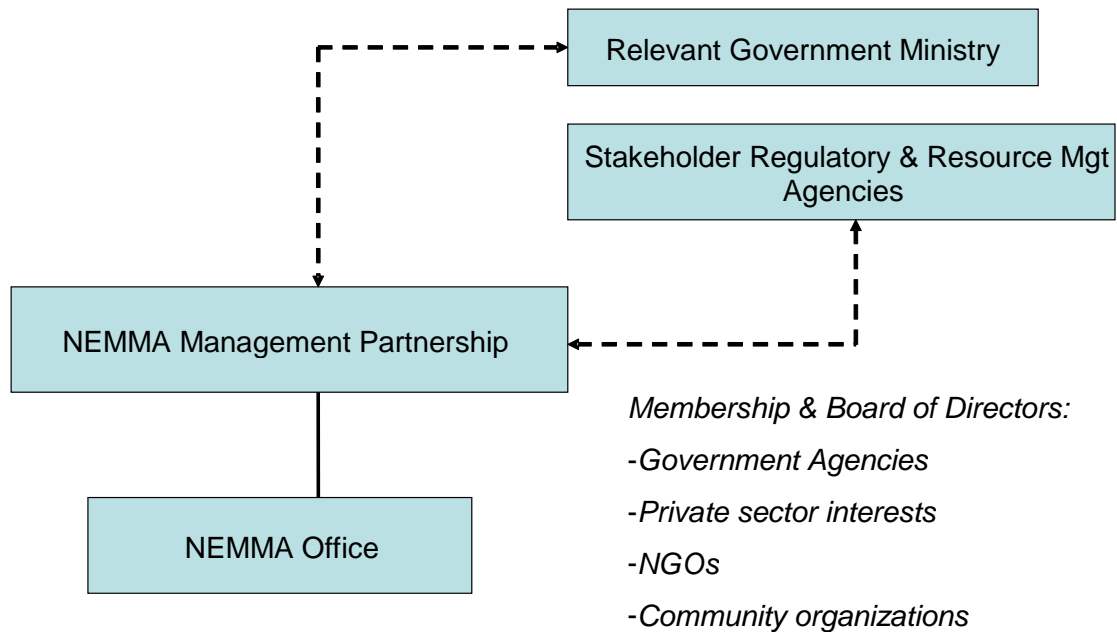 Relevant Government Ministry
Stakeholder Regulatory & Resource Mgt
Agencies
NEMMA Management Partnership
Membership & Board of Directors:
-Government Agencies
-Private sector interests
-NGOs
-Community organizations
NEMMA Office